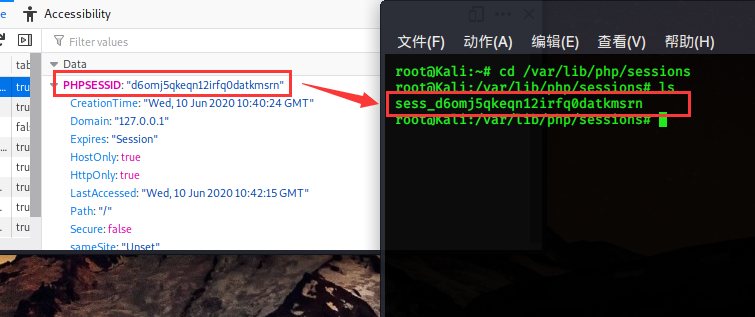 Accessibility
Filter values
tab
Data
tru
PHPSESSID: "d6omj5qkeqn12irfq0datkmsrn"
tru
CreationTime: "Wed, 10 Jun 2020 10:40:24 GMT"
fal
Domain: "127.0.0.1"
tru
Expires: "Session"
tru
HostOnly: true
tru
HttpOnly: true
tru
LastAccessed: "Wed, 10 Jun 2020 10:42:15 GMT"
tru
Path: "/"
tru
Secure: false
tru
sameSite: "Unset"
文件(F) 动作(A) 编辑(E) 查看(V) 帮助(H)
root@Kali:~# cd /var/lib/php/sessions
root@Kali:/var/lib/php/sessions# ls
sess_d6omj5qkeqn12irfq0datkmsrn
root@Kali:/var/lib/php/sessions#